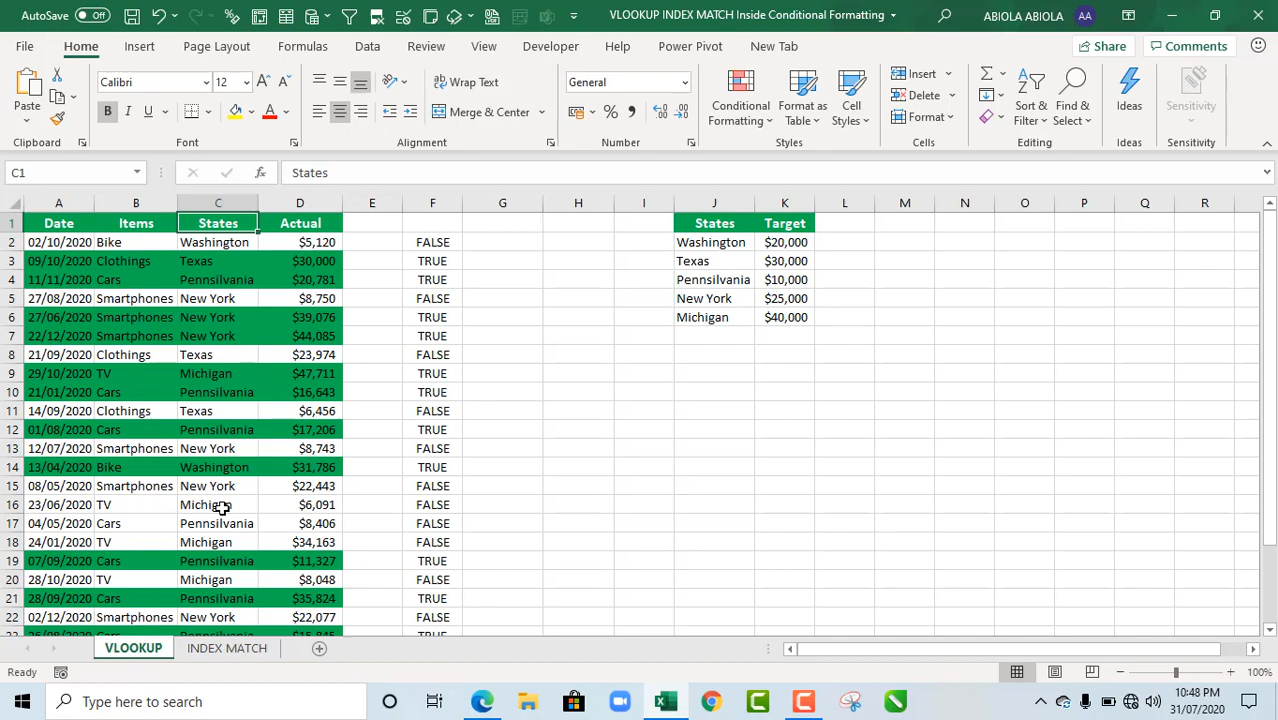 AutoSave Off VLOOKUP INDEX MATCH Inside Conditional Formatting ABIOLA ABIOLA AA
File Home Insert Page Layout Formulas Data Review View Developer Help Power Pivot New Tab Share Comments
Calibri 12 Wrap Text General Insert
Paste B I U Merge & Center % Conditional Formatting Format as Table Cell Styles Delete Format Sort & Filter Find & Select Ideas Sensitivity
Clipboard Font Alignment Number Styles Cells Editing Ideas Sensitivity
C1 fx States
A B C D E F G H I J K L M N O P Q R
1 Date Items States Actual States Target
2 02/10/2020 Bike Washington $5,120 FALSE Washington $20,000
3 09/10/2020 Clothings Texas $30,000 TRUE Texas $30,000
4 11/11/2020 Cars Pennsilvania $20,781 TRUE Pennsilvania $10,000
5 27/08/2020 Smartphones New York $8,750 FALSE New York $25,000
6 27/06/2020 Smartphones New York $39,076 TRUE Michigan $40,000
7 22/12/2020 Smartphones New York $44,085 TRUE
8 21/09/2020 Clothings Texas $23,974 FALSE
9 29/10/2020 TV Michigan $47,711 TRUE
10 21/01/2020 Cars Pennsilvania $16,643 TRUE
11 14/09/2020 Clothings Texas $6,456 FALSE
12 01/08/2020 Cars Pennsilvania $17,206 TRUE
13 12/07/2020 Smartphones New York $8,743 FALSE
14 13/04/2020 Bike Washington $31,786 TRUE
15 08/05/2020 Smartphones New York $22,443 FALSE
16 23/06/2020 TV Michigan $6,091 FALSE
17 04/05/2020 Cars Pennsilvania $8,406 FALSE
18 24/01/2020 TV Michigan $34,163 FALSE
19 07/09/2020 Cars Pennsilvania $11,327 TRUE
20 28/10/2020 TV Michigan $8,048 FALSE
21 28/09/2020 Cars Pennsilvania $35,824 TRUE
22 02/12/2020 Smartphones New York $22,077 FALSE
23 26/08/2020 Cars Pennsilvania $15,845 TRUE
VLOOKUP INDEX MATCH
Ready 100%
Type here to search 10:48 PM
31/07/2020